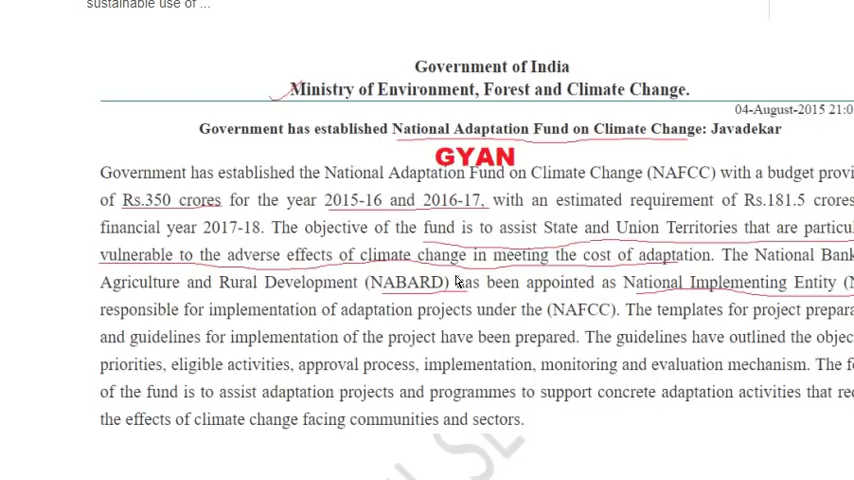 sustainable use of ...
Government of India
Ministry of Environment, Forest and Climate Change.
04-August-2015 21:0
Government has established National Adaptation Fund on Climate Change: Javadekar
GYAN
Government has established the National Adaptation Fund on Climate Change (NAFCC) with a budget provi
of Rs.350 crores for the year 2015-16 and 2016-17, with an estimated requirement of Rs.181.5 crores
financial year 2017-18. The objective of the fund is to assist State and Union Territories that are particul
vulnerable to the adverse effects of climate change in meeting the cost of adaptation. The National Bank
Agriculture and Rural Development (NABARD) has been appointed as National Implementing Entity (N
responsible for implementation of adaptation projects under the (NAFCC). The templates for project prepara
and guidelines for implementation of the project have been prepared. The guidelines have outlined the objec
priorities, eligible activities, approval process, implementation, monitoring and evaluation mechanism. The fo
of the fund is to assist adaptation projects and programmes to support concrete adaptation activities that red
the effects of climate change facing communities and sectors.